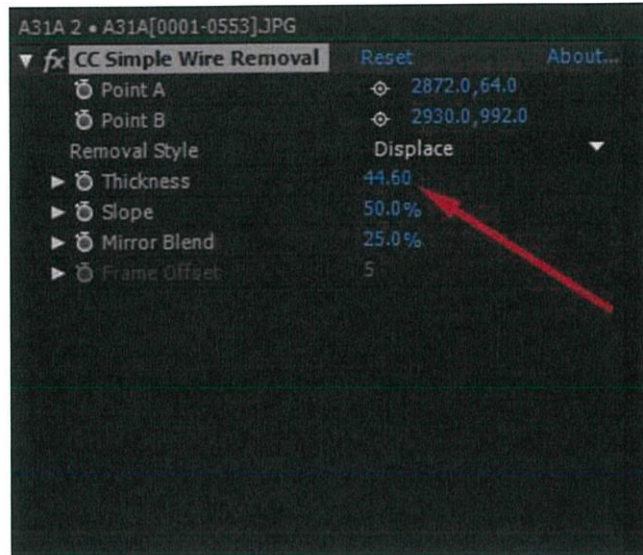 A31A 2 • A31A[0001-0553].JPG
fx CC Simple Wire Removal Reset About...
Point A 2872.0,64.0
Point B 2930.0,992.0
Removal Style Displace
Thickness 44.60
Slope 50.0%
Mirror Blend 25.0%
Frame Offset 5